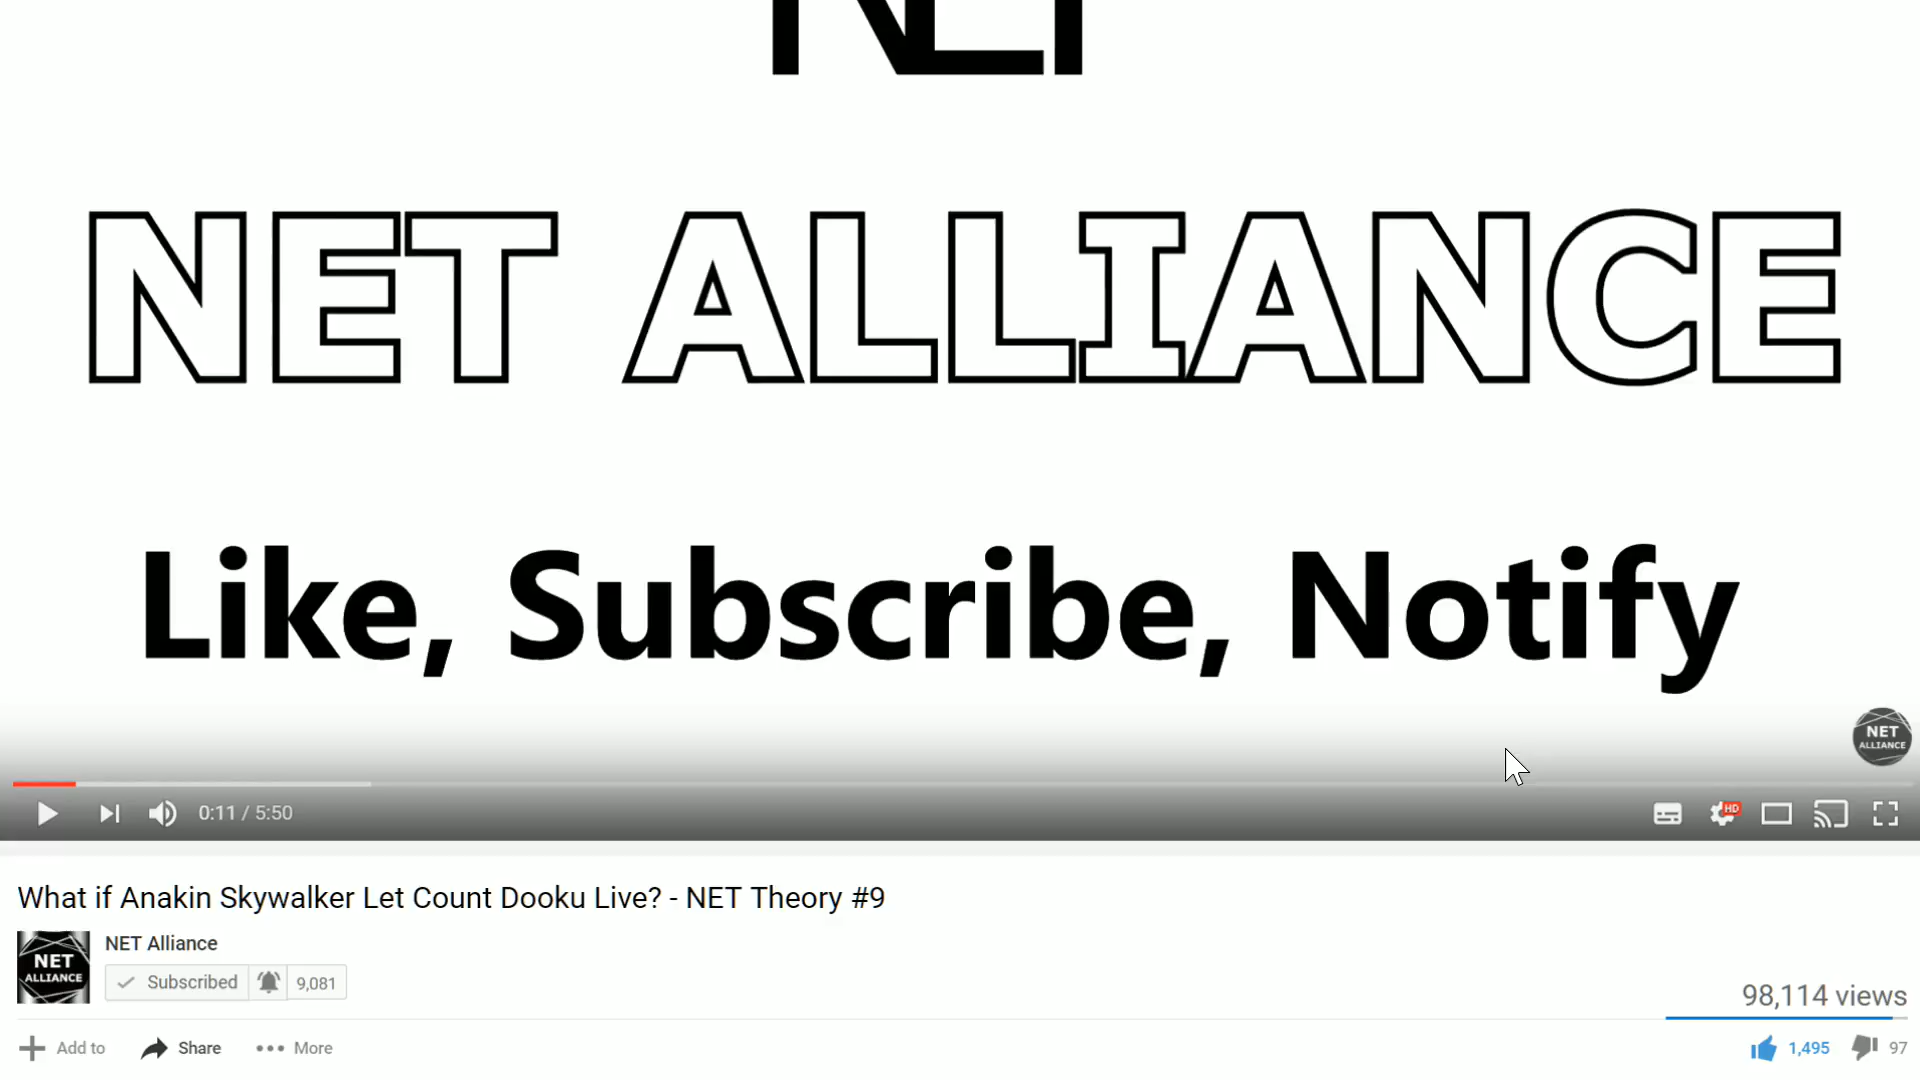 NET
NET ALLIANCE
Like, Subscribe, Notify
NET
ALLIANCE
0:11 / 5:50
HD
What if Anakin Skywalker Let Count Dooku Live? - NET Theory #9
NET
ALLIANCE
NET Alliance
Subscribed
9,081
98,114 views
Add to
Share
More
1,495
97